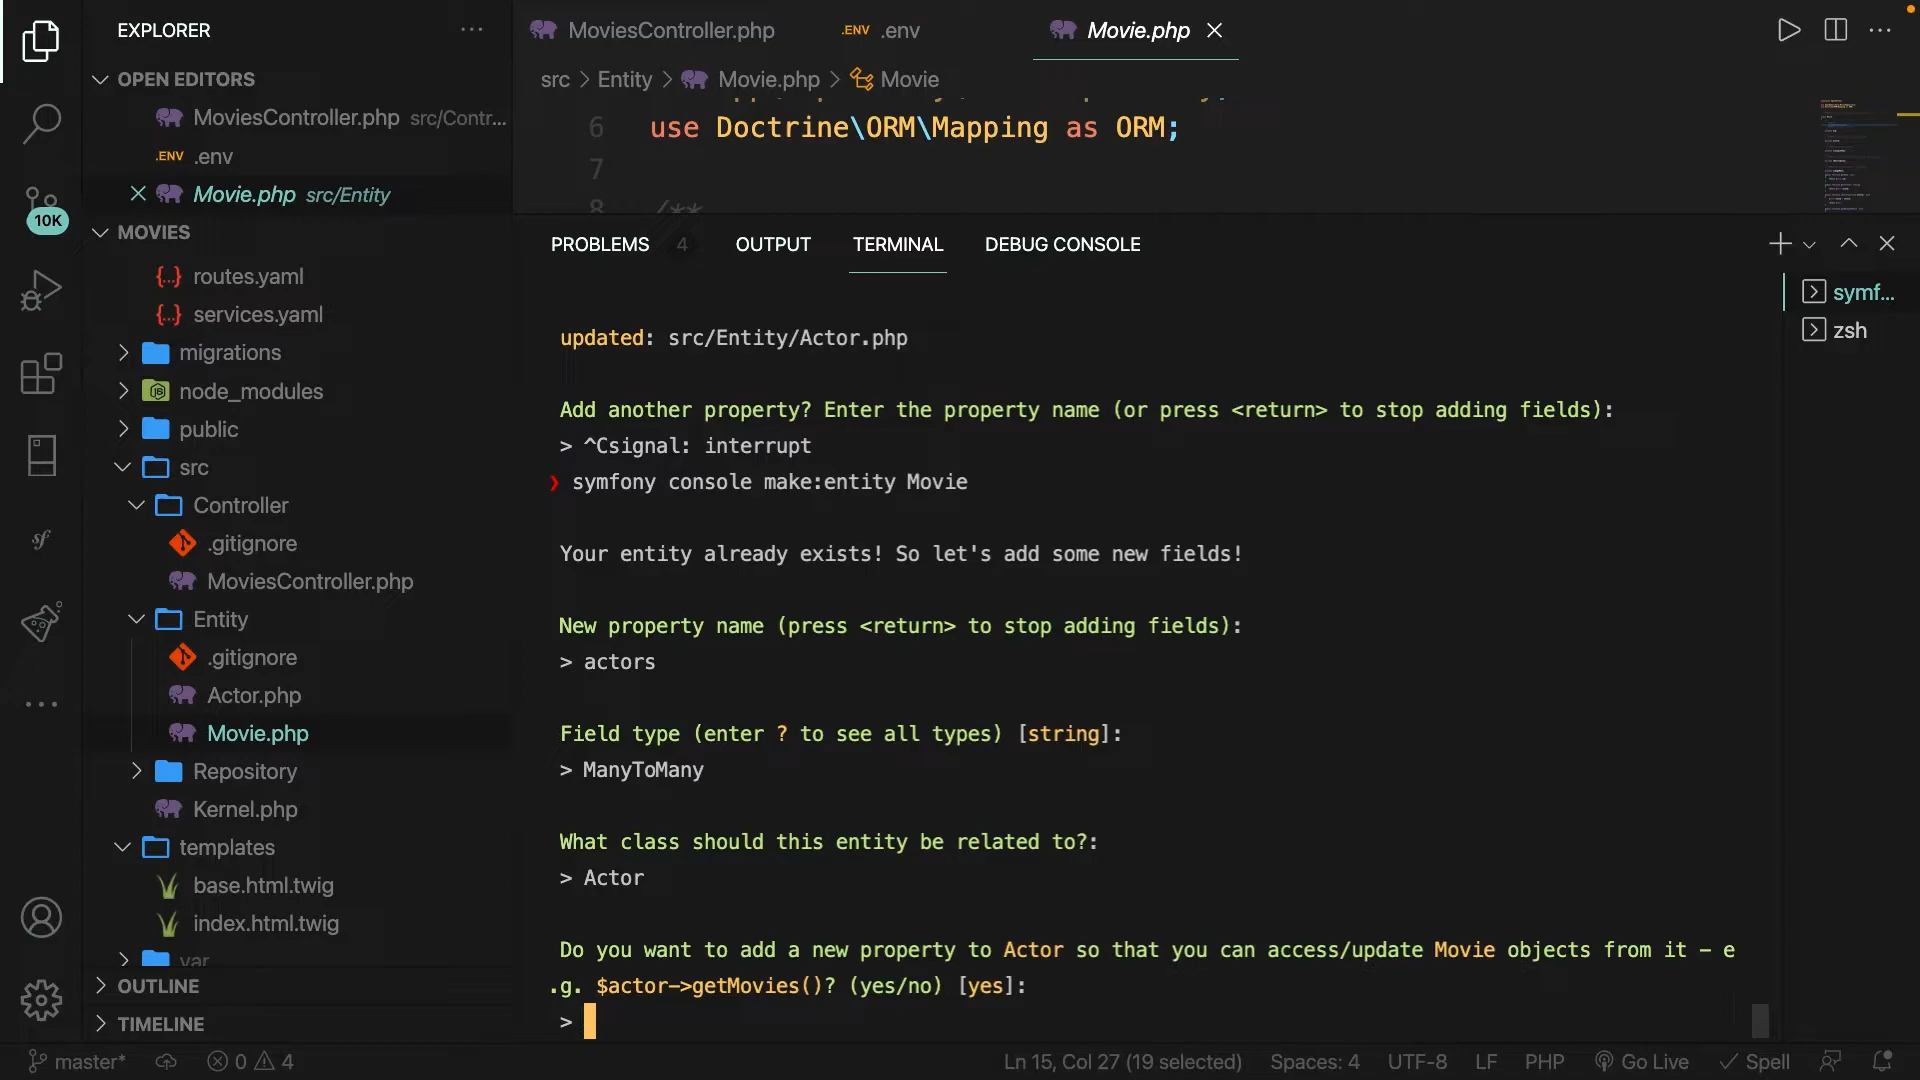 EXPLORER
OPEN EDITORS
MoviesController.php src/Contr...
.ENV .env
Movie.php src/Entity
10K
MOVIES
{..} routes.yaml
{..} services.yaml
migrations
node_modules
public
src
Controller
.gitignore
MoviesController.php
Entity
.gitignore
Actor.php
Movie.php
Repository
Kernel.php
templates
base.html.twig
index.html.twig
var
OUTLINE
TIMELINE
MoviesController.php
.ENV .env
Movie.php
src > Entity > Movie.php > Movie
6 use Doctrine\ORM\Mapping as ORM;
7
8 /**
PROBLEMS 4 OUTPUT TERMINAL DEBUG CONSOLE
symf...
zsh
updated: src/Entity/Actor.php
Add another property? Enter the property name (or press <return> to stop adding fields):
> ^Csignal: interrupt
❯ symfony console make:entity Movie
Your entity already exists! So let's add some new fields!
New property name (press <return> to stop adding fields):
> actors
Field type (enter ? to see all types) [string]:
> ManyToMany
What class should this entity be related to?:
> Actor
Do you want to add a new property to Actor so that you can access/update Movie objects from it - e
.g. $actor->getMovies()? (yes/no) [yes]:
>
master* 0 4 Ln 15, Col 27 (19 selected) Spaces: 4 UTF-8 LF PHP Go Live Spell